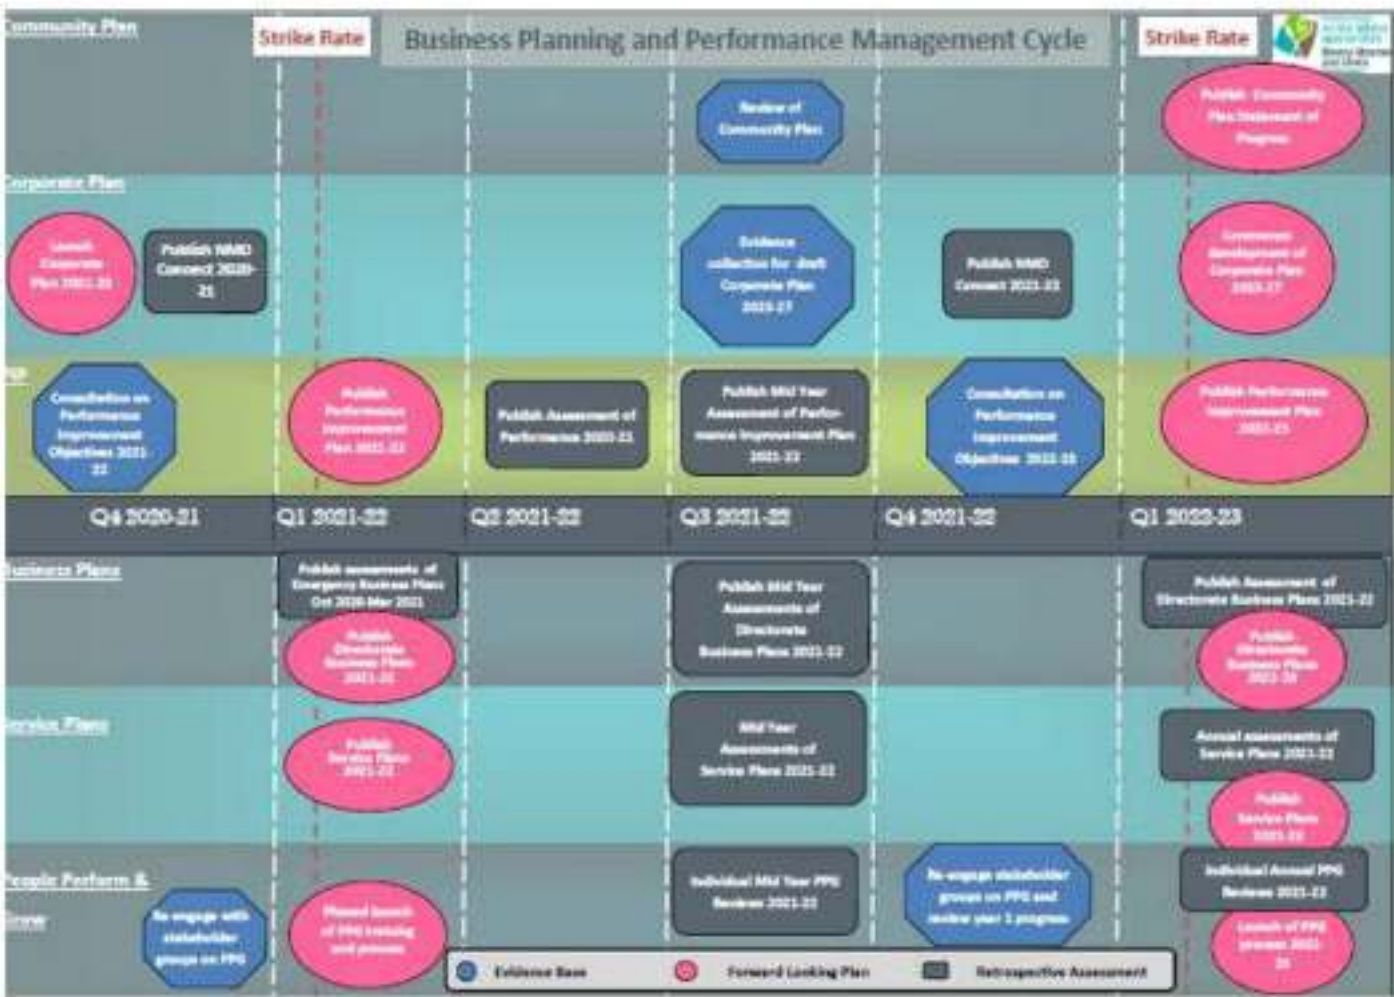 Community Plan
Strike Rate
Business Planning and Performance Management Cycle
Strike Rate
Review of
Community Plan
Publish Community
Plan Statement of
Progress
Corporate Plan
Launch
Corporate
Plan 2021-23
Publish NMD
Connect 2020-
21
Evidence
collection for draft
Corporate Plan
2023-27
Publish NMD
Connect 2021-22
Commence
development of
Corporate Plan
2023-27
Consultation on
Performance
Improvement
Objectives 2021-
22
Publish
Performance
Improvement
Plan 2021-22
Publish Assessment of
Performance 2020-21
Publish Mid Year
Assessment of Perfor-
mance Improvement Plan
2021-22
Consultation on
Performance
Improvement
Objectives 2022-23
Publish Performance
Improvement Plan
2022-23
Q4 2020-21
Q1 2021-22
Q2 2021-22
Q3 2021-22
Q4 2021-22
Q1 2022-23
Business Plans
Publish assessments of
Emergency Business Plans
Oct 2020-Mar 2021
Publish
Directorate
Business Plans
2021-22
Publish Mid Year
Assessments of
Directorate
Business Plans 2021-22
Publish Assessment of
Directorate Business Plans 2021-22
Publish
Directorate
Business Plans
Service Plans
Publish
Service Plans
2021-22
Mid Year
Assessments of
Service Plans 2021-22
Annual assessments of
Service Plans 2021-22
Publish
Service Plans
People Perform &
Grow
Re-engage with
stakeholder
groups on PPG
Planned launch
of PPG training
and process
Individual Mid Year PPG
Reviews 2021-22
Re-engage stakeholder
groups on PPG and
review year 1 progress
Individual Annual PPG
Reviews 2021-22
Launch of PPG
process
Evidence Base
Forward Looking Plan
Retrospective Assessment